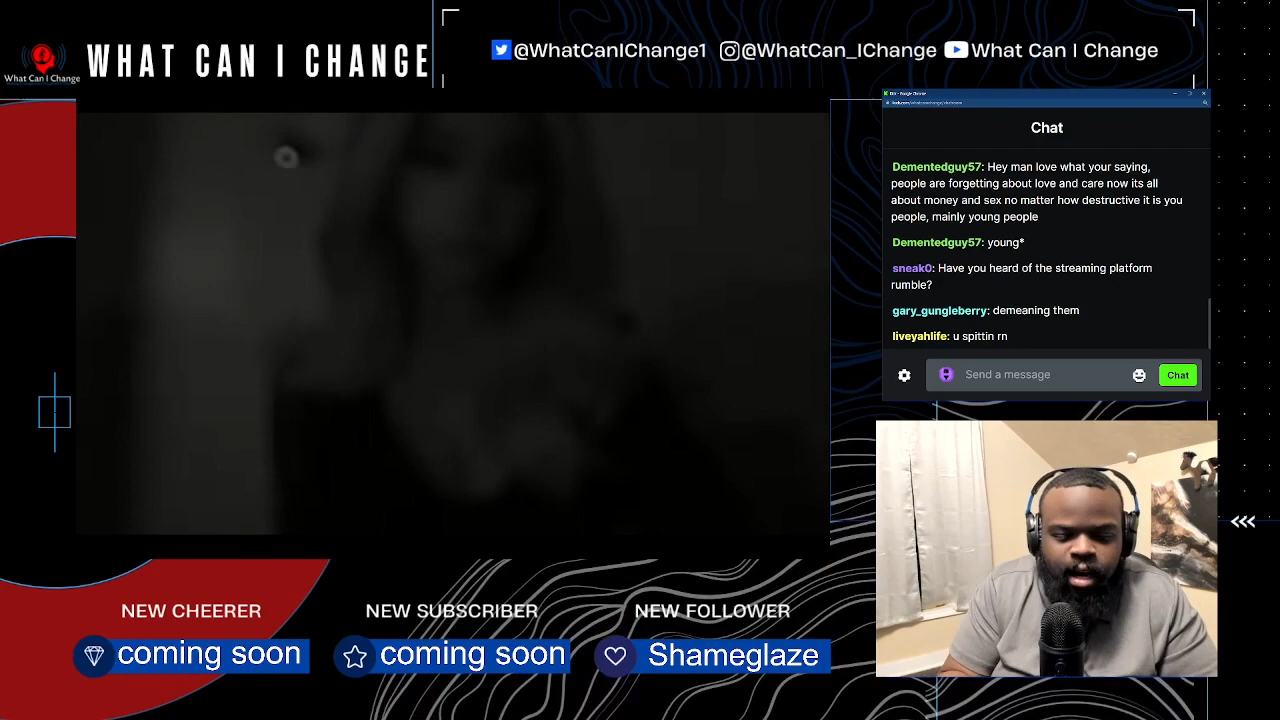 What Can I Change
WHAT CAN I CHANGE
@WhatCanIChange1
@WhatCan_IChange
What Can I Change
Chat
Dementedguy57: Hey man love what your saying,
people are forgetting about love and care now its all
about money and sex no matter how destructive it is you
people, mainly young people
Dementedguy57: young*
sneak0: Have you heard of the streaming platform
rumble?
gary_gungleberry: demeaning them
liveyahlife: u spittin rn
Send a message
Chat
NEW CHEERER
NEW SUBSCRIBER
NEW FOLLOWER
coming soon
coming soon
Shameglaze